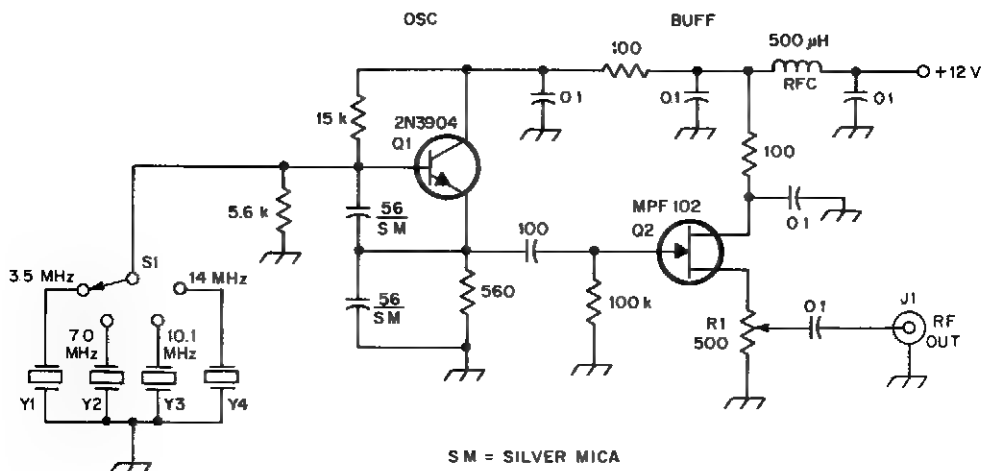 OSC
BUFF
100
500 μH
RFC
+12 V
01
01
01
15 k
2N3904
Q1
100
5.6 k
56
SM
100
MPF 102
Q2
01
3.5 MHz
S1
14 MHz
56
SM
560
100 k
R1
500
01
J1
RF
OUT
70
MHz
10.1
MHz
Y1
Y2
Y3
Y4
SM = SILVER MICA